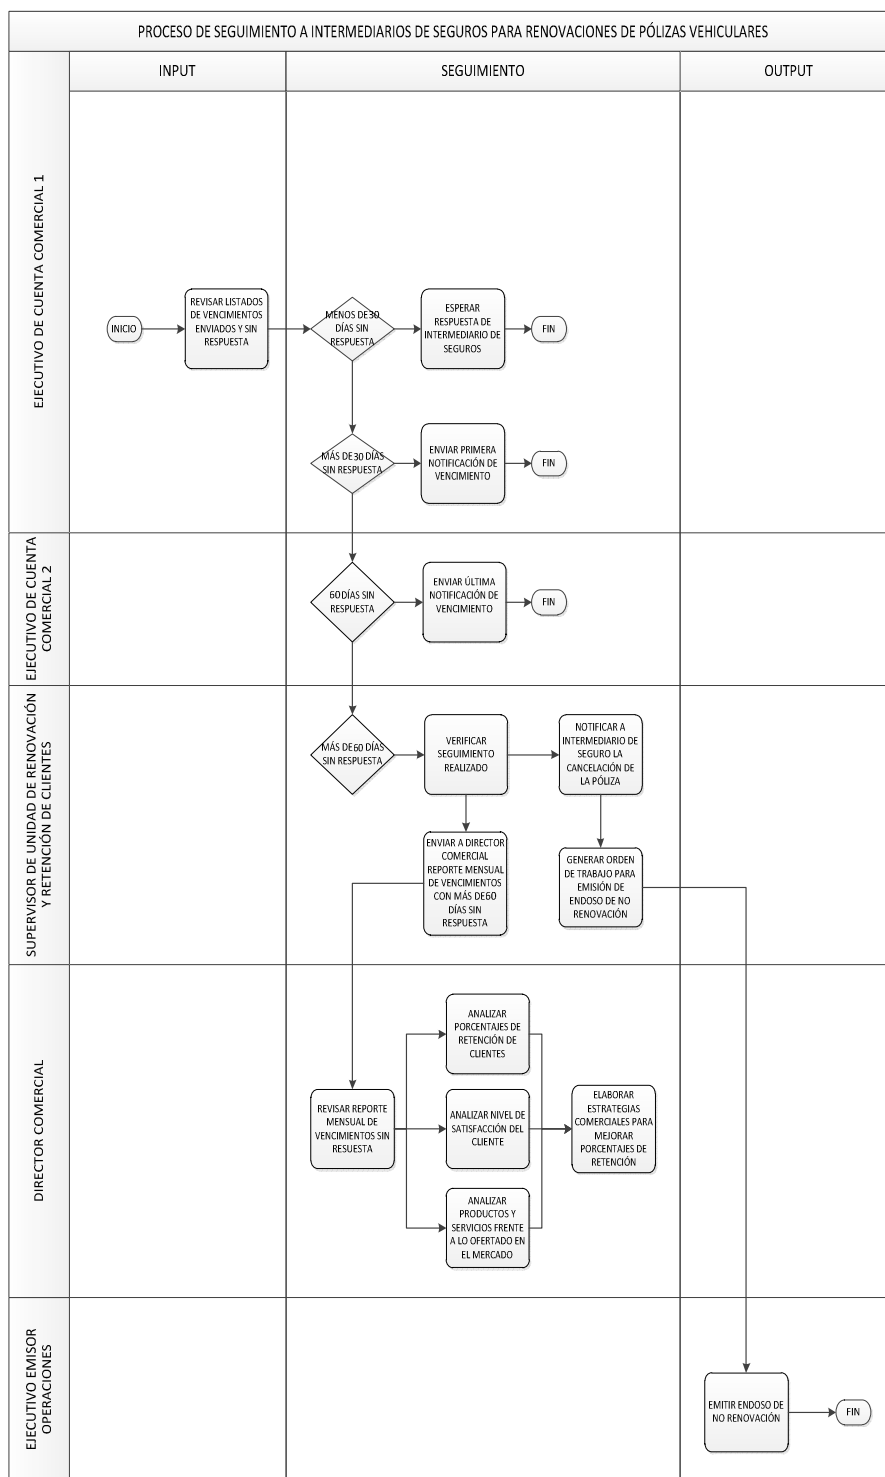 PROCESO DE SEGUIMIENTO A INTERMEDIARIOS DE SEGUROS PARA RENOVACIONES DE PÓLIZAS VEHICULARES
INPUT
SEGUIMIENTO
OUTPUT
EJECUTIVO DE CUENTA COMERCIAL 1
INICIO
REVISAR LISTADOS
DE VENCIMIENTOS
ENVIADOS Y SIN
RESPUESTA
MENOS DE 30
DÍAS SIN
RESPUESTA
ESPERAR
RESPUESTA DE
INTERMEDIARIO DE
SEGUROS
FIN
MÁS DE 30 DÍAS
SIN RESPUESTA
ENVIAR PRIMERA
NOTIFICACIÓN DE
VENCIMIENTO
FIN
EJECUTIVO DE CUENTA
COMERCIAL 2
60 DÍAS SIN
RESPUESTA
ENVIAR ÚLTIMA
NOTIFICACIÓN DE
VENCIMIENTO
FIN
SUPERVISOR DE UNIDAD DE RENOVACIÓN
Y RETENCIÓN DE CLIENTES
MÁS DE 60 DÍAS
SIN RESPUESTA
VERIFICAR
SEGUIMIENTO
REALIZADO
NOTIFICAR A
INTERMEDIARIO DE
SEGURO LA
CANCELACIÓN DE
LA PÓLIZA
ENVIAR A DIRECTOR
COMERCIAL
REPORTE MENSUAL
DE VENCIMIENTOS
CON MÁS DE 60
DÍAS SIN
RESPUESTA
GENERAR ORDEN
DE TRABAJO PARA
EMISIÓN DE
ENDOSO DE NO
RENOVACIÓN
DIRECTOR COMERCIAL
REVISAR REPORTE
MENSUAL DE
VENCIMIENTOS SIN
RESUESTA
ANALIZAR
PORCENTAJES DE
RETENCIÓN DE
CLIENTES
ANALIZAR NIVEL DE
SATISFACCIÓN DEL
CLIENTE
ANALIZAR
PRODUCTOS Y
SERVICIOS FRENTE
A LO OFERTADO EN
EL MERCADO
ELABORAR
ESTRATEGIAS
COMERCIALES PARA
MEJORAR
PORCENTAJES DE
RETENCIÓN
EJECUTIVO EMISOR
OPERACIONES
EMITIR ENDOSO DE
NO RENOVACIÓN
FIN